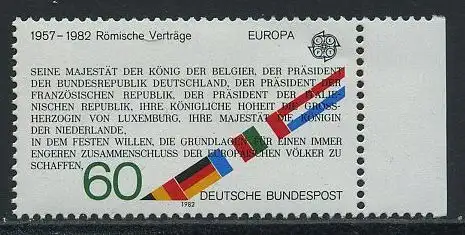 1957-1982 Römische Verträge EUROPA
CEPT
SEINE MAJESTÄT DER KÖNIG DER BELGIER, DER PRÄSIDENT
DER BUNDESREPUBLIK DEUTSCHLAND, DER PRÄSIDENT DER
FRANZÖSISCHEN REPUBLIK, DER PRÄSIDENT DER ITALIE-
NISCHEN REPUBLIK, IHRE KÖNIGLICHE HOHEIT DIE GROSS-
HERZOGIN VON LUXEMBURG, IHRE MAJESTÄT DIE KÖNIGIN
DER NIEDERLANDE,
IN DEM FESTEN WILLEN, DIE GRUNDLAGEN FÜR EINEN IMMER
ENGEREN ZUSAMMENSCHLUSS DER EUROPÄISCHEN VÖLKER ZU
SCHAFFEN,
60 DEUTSCHE BUNDESPOST
1982